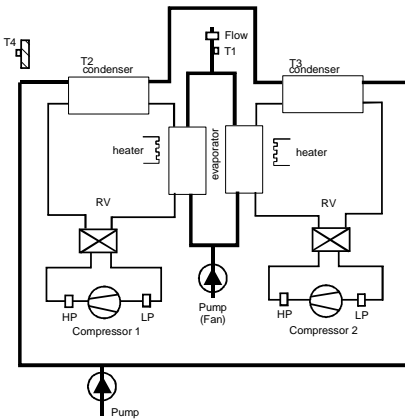 Flow
T1
T4
T2
condenser
T3
condenser
heater
evaporator
heater
RV
RV
HP
LP
Compressor 1
Pump
(Fan)
HP
LP
Compressor 2
Pump